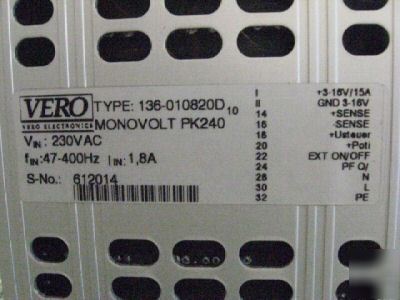 VERO
VERO ELECTRONICS
TYPE: 136-010820D10
MONOVOLT PK240
VIN: 230VAC
fIN:47-400Hz IIN: 1,8A
S-No.: 612014
I +3-16V/15A
II GND 3-16V
14 +SENSE
16 -SENSE
18 +Usteuer
20 +Poti
22 EXT ON/OFF
24 PF O/
28 N
30 L
32 PE